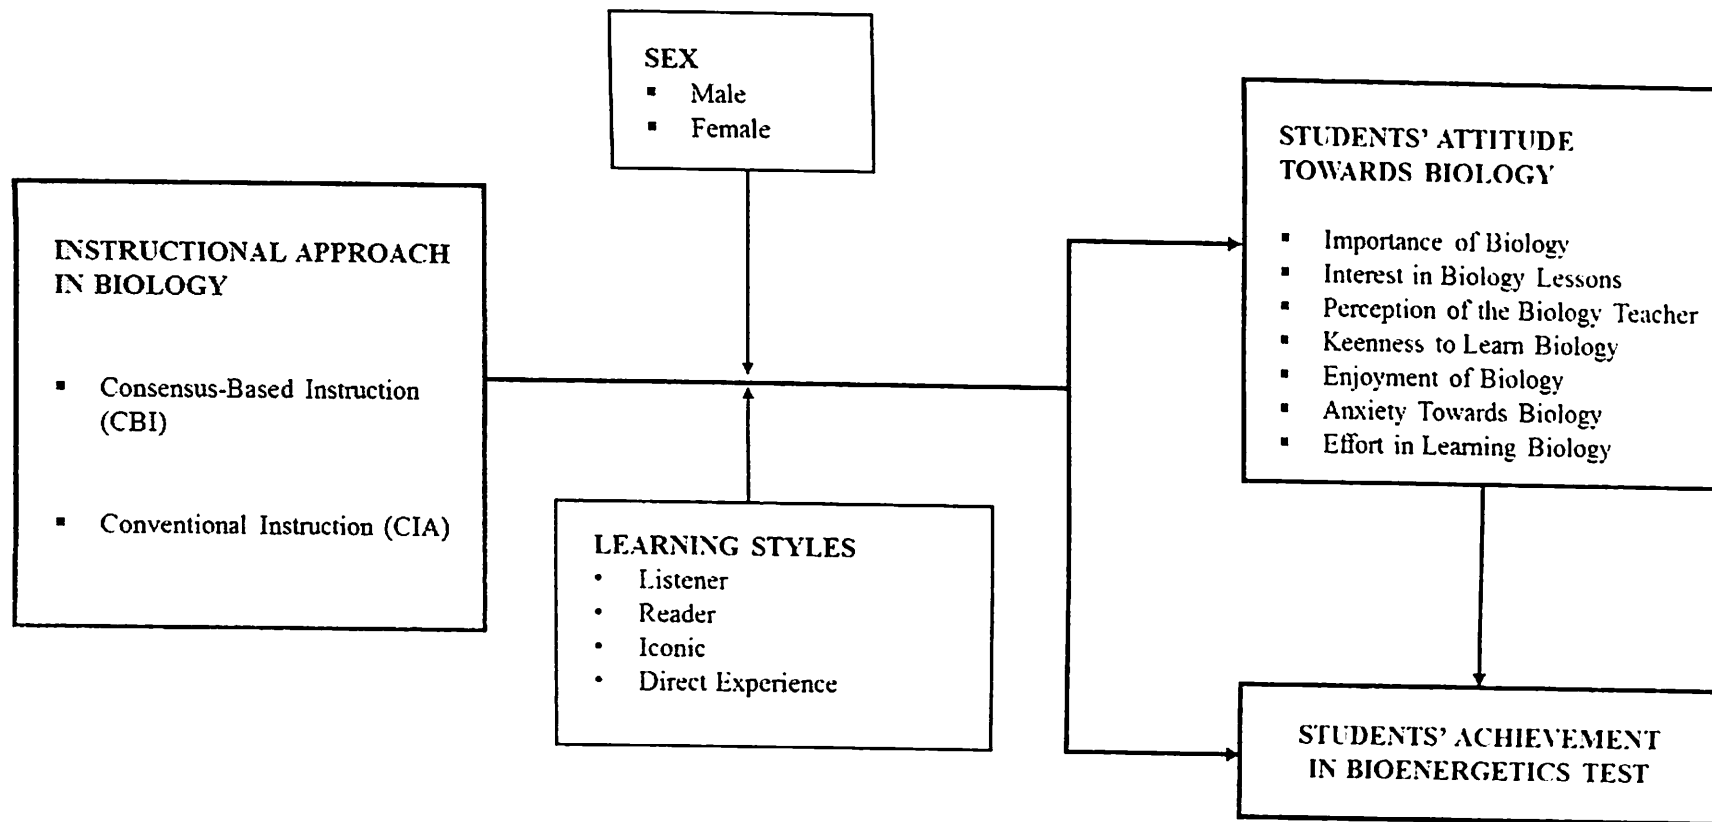 SEX
▪ Male
▪ Female
INSTRUCTIONAL APPROACH
IN BIOLOGY
▪ Consensus-Based Instruction
(CBI)
▪ Conventional Instruction (CIA)
LEARNING STYLES
• Listener
• Reader
• Iconic
• Direct Experience
STUDENTS' ATTITUDE
TOWARDS BIOLOGY
▪ Importance of Biology
▪ Interest in Biology Lessons
▪ Perception of the Biology Teacher
▪ Keenness to Learn Biology
▪ Enjoyment of Biology
▪ Anxiety Towards Biology
▪ Effort in Learning Biology
STUDENTS' ACHIEVEMENT
IN BIOENERGETICS TEST